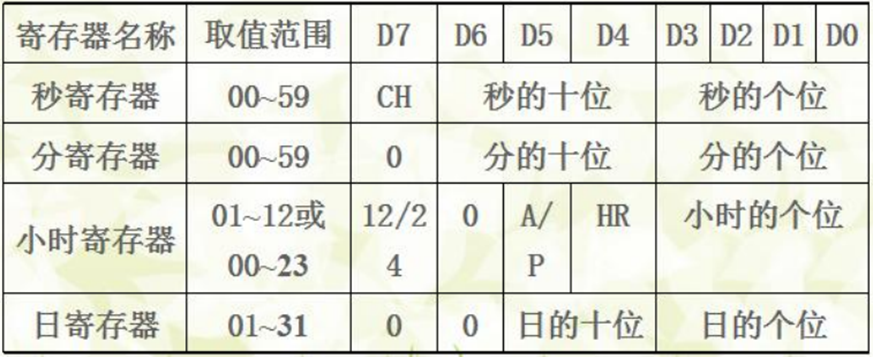 寄存器名称 取值范围 D7 D6 D5 D4 D3 D2 D1 D0
秒寄存器 00~59 CH 秒的十位 秒的个位
分寄存器 00~59 0 分的十位 分的个位
小时寄存器 01~12或 00~23 12/2 4 0 A/ P HR 小时的个位
日寄存器 01~31 0 0 日的十位 日的个位